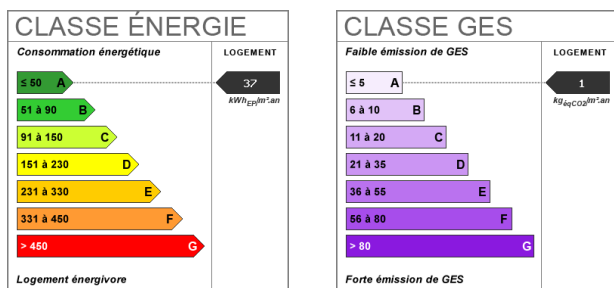 CLASSE ÉNERGIE
Consommation énergétique
LOGEMENT
≤ 50 A
37
kWhEP/m².an
51 à 90 B
91 à 150 C
151 à 230 D
231 à 330 E
331 à 450 F
> 450 G
Logement énergivore
CLASSE GES
Faible émission de GES
LOGEMENT
≤ 5 A
1
kgéqCO2/m².an
6 à 10 B
11 à 20 C
21 à 35 D
36 à 55 E
56 à 80 F
> 80 G
Forte émission de GES